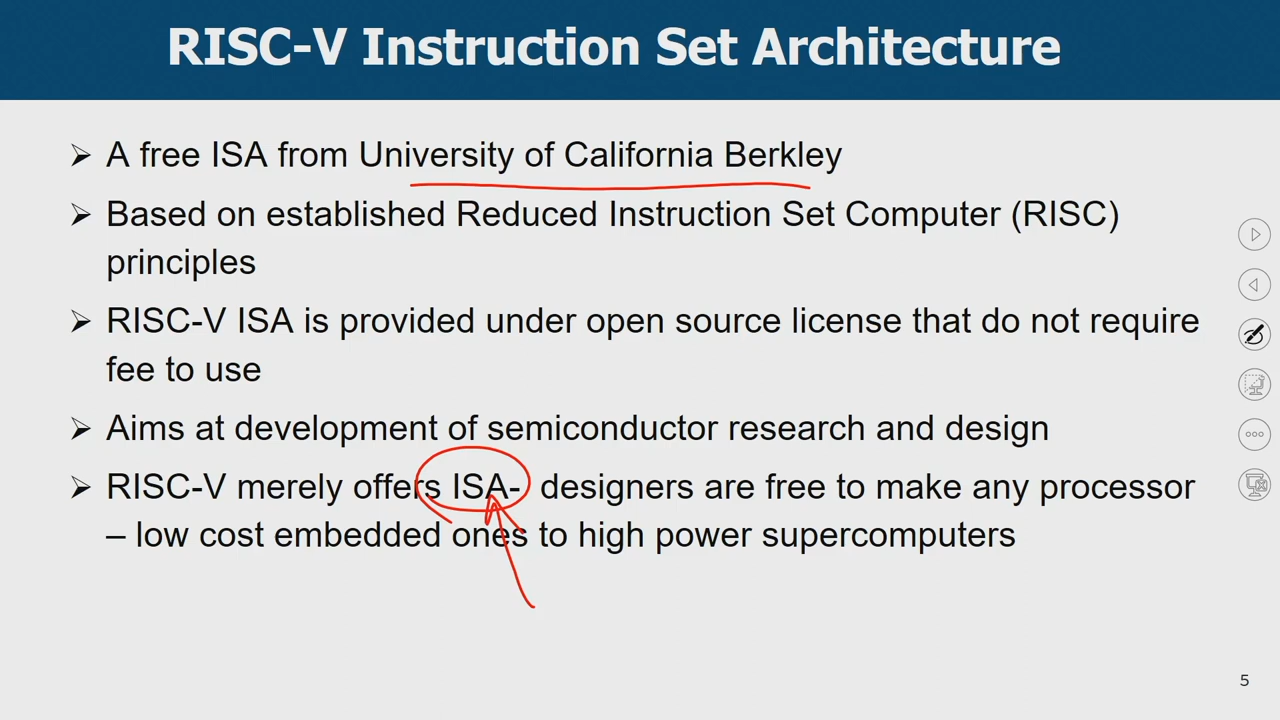 RISC-V Instruction Set Architecture
➢ A free ISA from University of California Berkley
➢ Based on established Reduced Instruction Set Computer (RISC)
principles
➢ RISC-V ISA is provided under open source license that do not require
fee to use
➢ Aims at development of semiconductor research and design
➢ RISC-V merely offers ISA- designers are free to make any processor
– low cost embedded ones to high power supercomputers
5